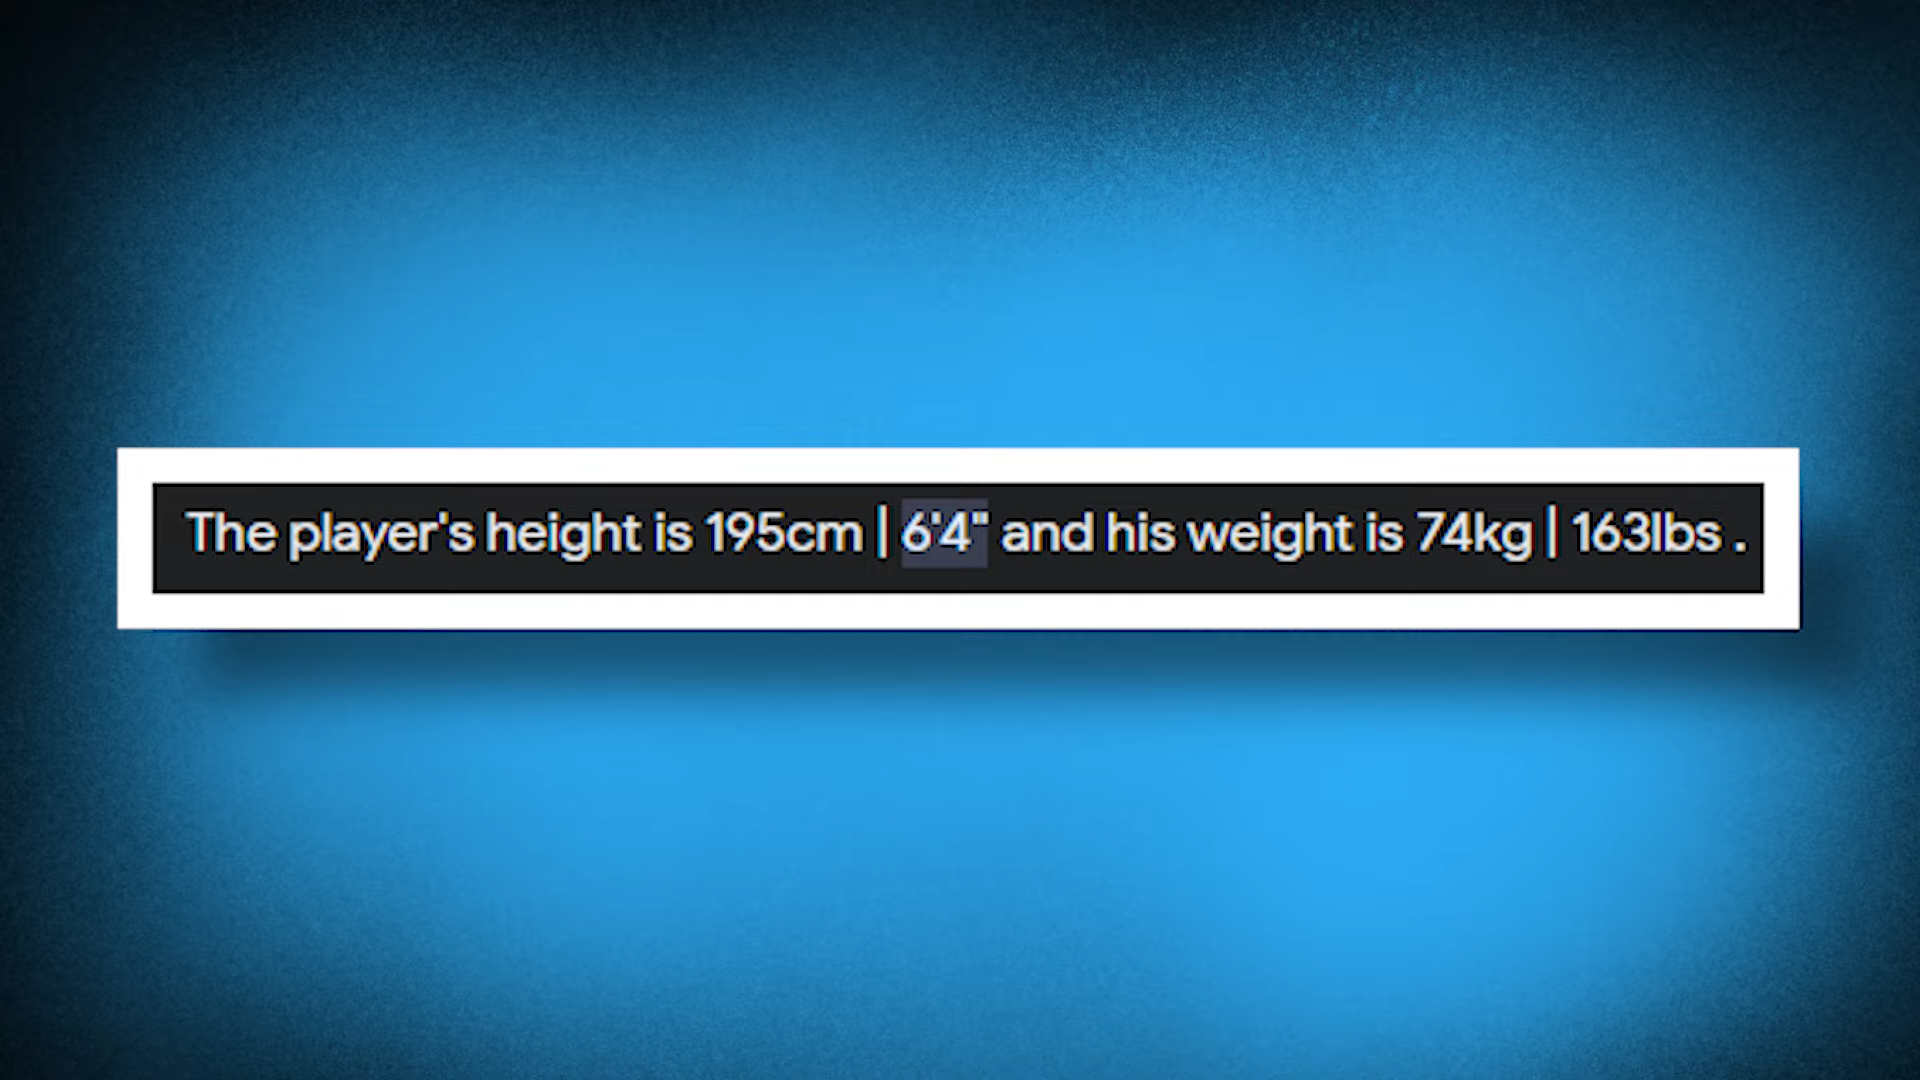 The player's height is 195cm | 6'4" and his weight is 74kg | 163lbs .